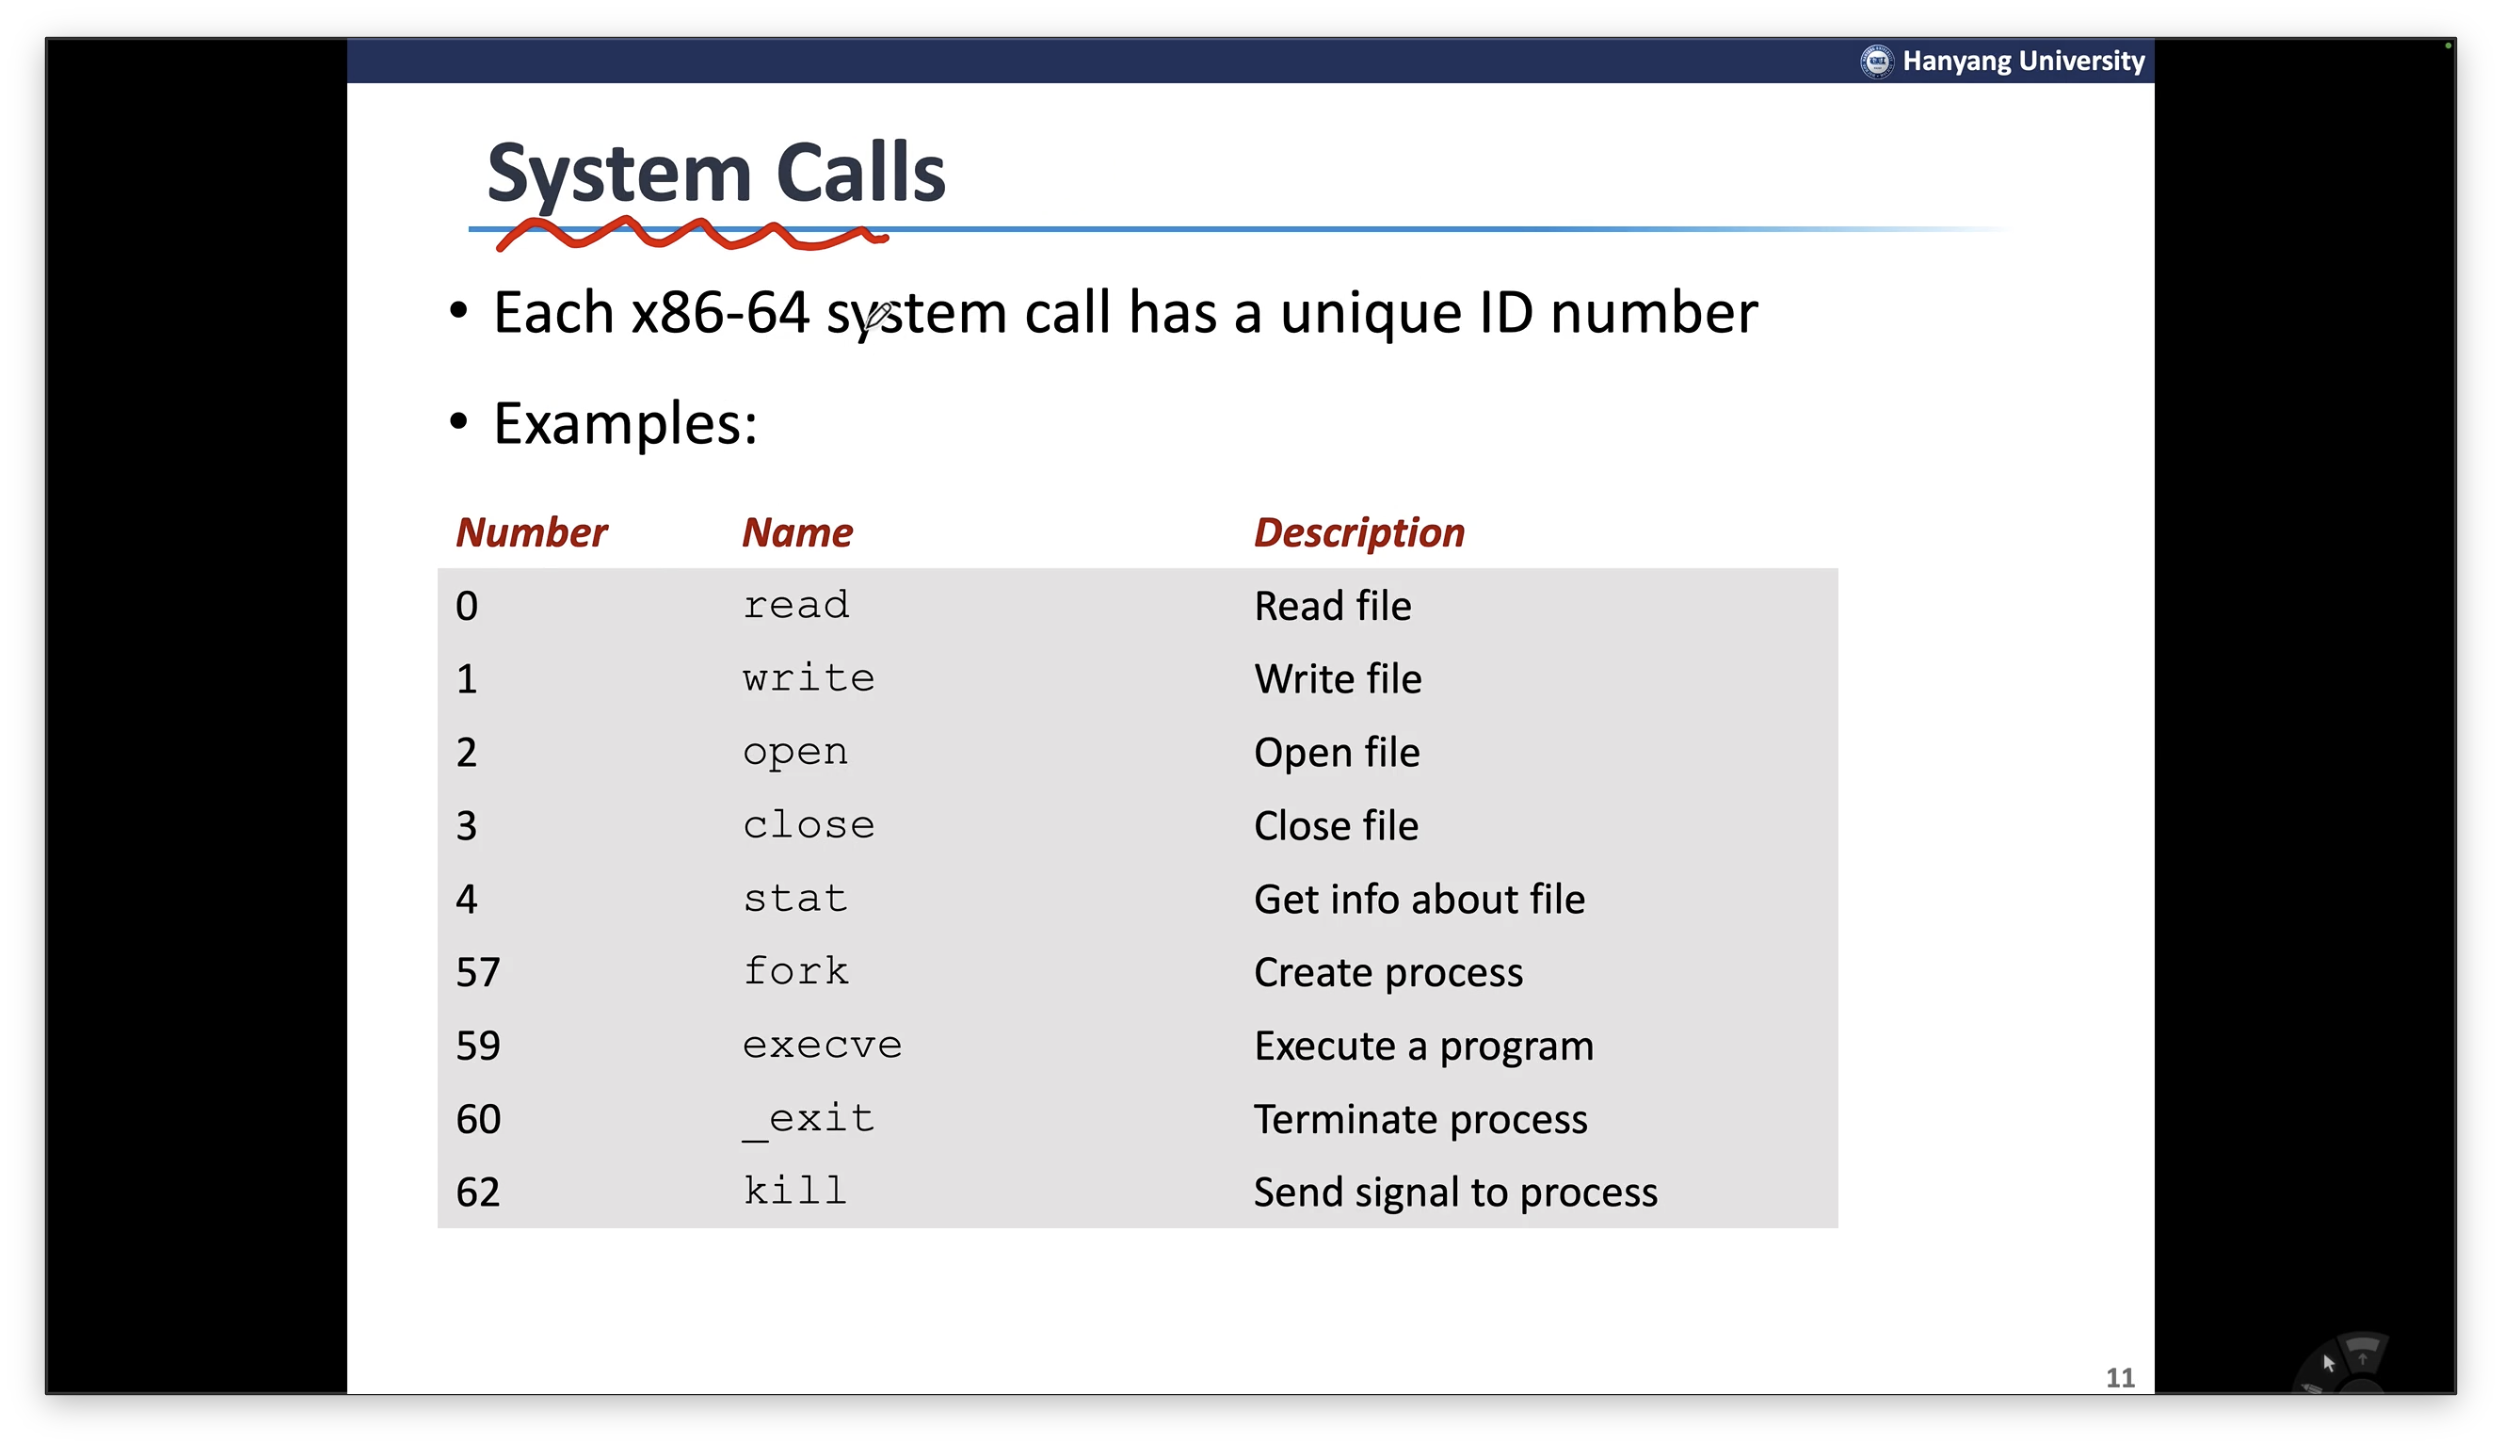 Hanyang University
System Calls
• Each x86-64 system call has a unique ID number
• Examples:
Number Name Description
0 read Read file
1 write Write file
2 open Open file
3 close Close file
4 stat Get info about file
57 fork Create process
59 execve Execute a program
60 _exit Terminate process
62 kill Send signal to process
11